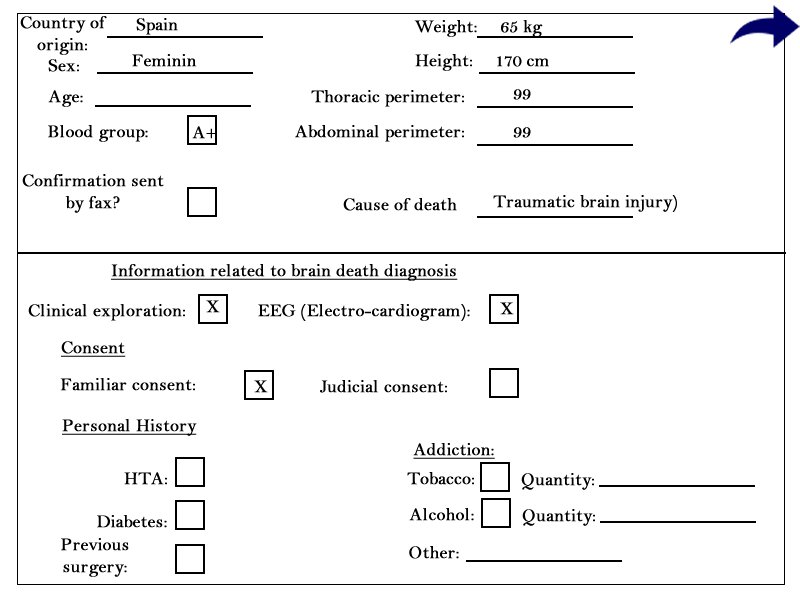 Country of origin: Spain
Weight: 65 kg
Sex: Feminin
Height: 170 cm
Age:
Thoracic perimeter: 99
Blood group: A+
Abdominal perimeter: 99
Confirmation sent by fax?
Cause of death Traumatic brain injury)
Information related to brain death diagnosis
Clinical exploration: X
EEG (Electro-cardiogram): X
Consent
Familiar consent: X
Judicial consent:
Personal History
Addiction:
HTA:
Tobacco: Quantity:
Diabetes:
Alcohol: Quantity:
Previous surgery:
Other: